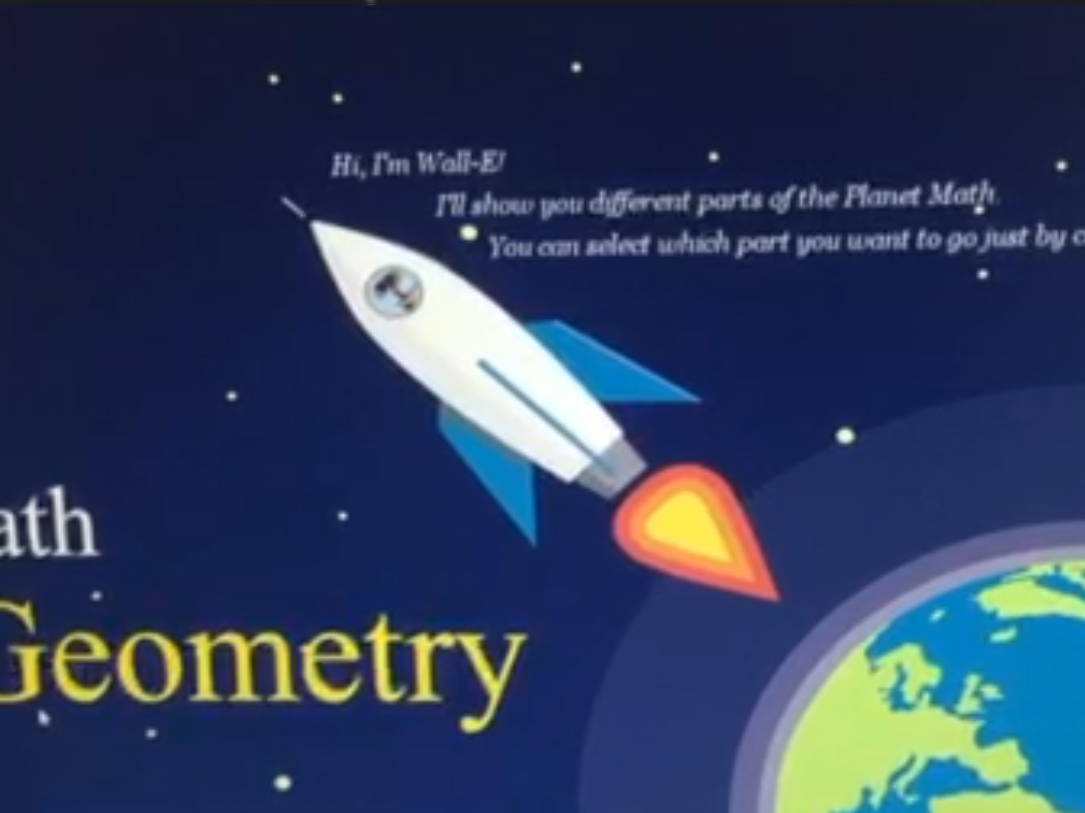 Hi, I'm Wall-E!
I'll show you different parts of the Planet Math.
You can select which part you want to go just by c
ath
Geometry